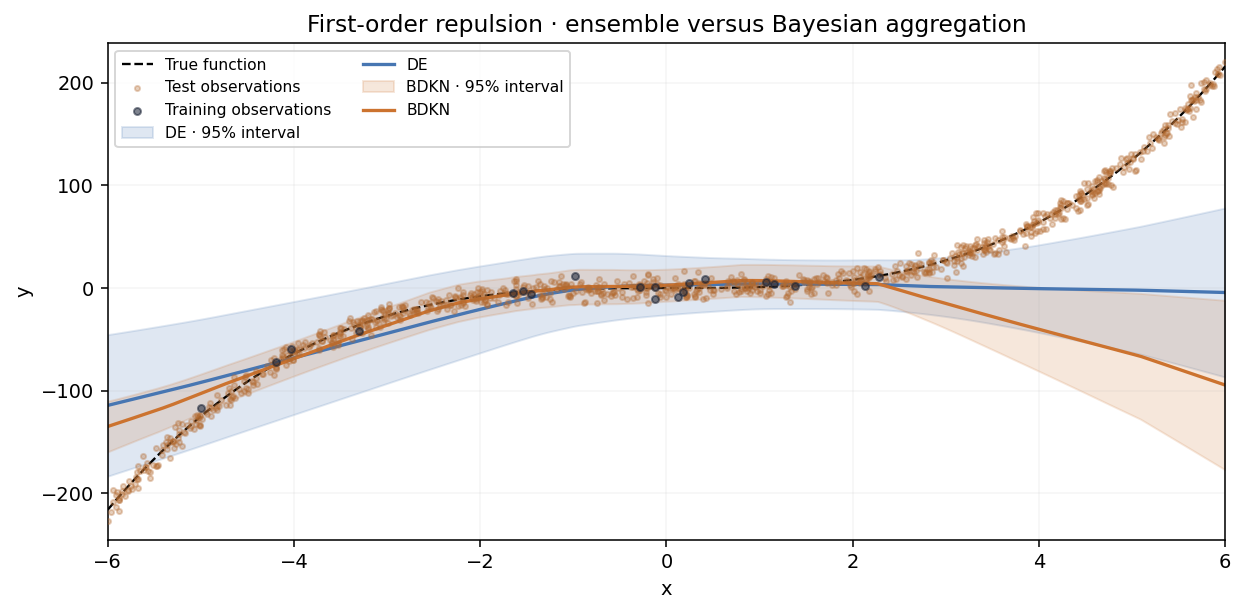 First-order repulsion · ensemble versus Bayesian aggregation
True function
Test observations
Training observations
DE · 95% interval
DE
BDKN · 95% interval
BDKN
200
100
0
−100
−200
y
−6
−4
−2
0
2
4
6
x